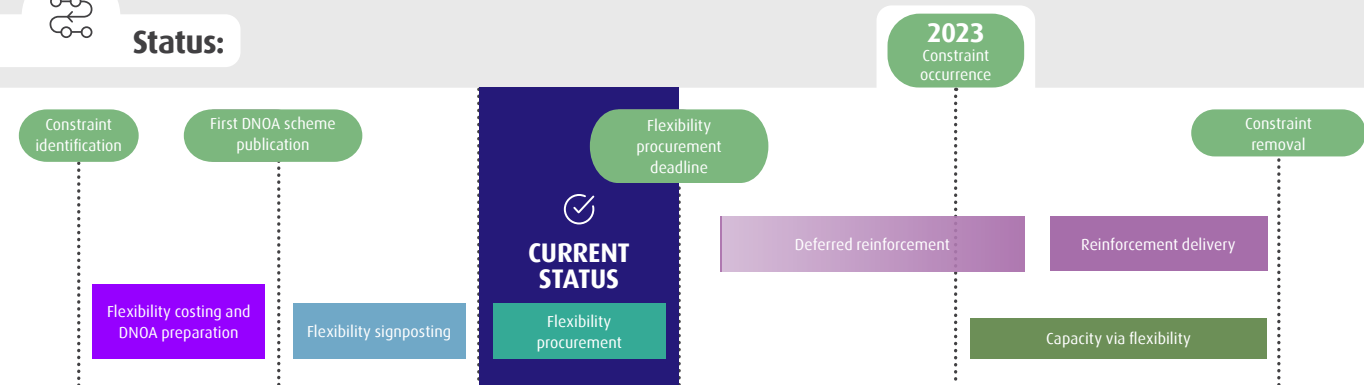 Status:
2023
Constraint
occurrence
Constraint
identification
First DNOA scheme
publication
Flexibility
procurement
deadline
Constraint
removal
CURRENT
STATUS
Deferred reinforcement
Reinforcement delivery
Flexibility costing and
DNOA preparation
Flexibility signposting
Flexibility
procurement
Capacity via flexibility